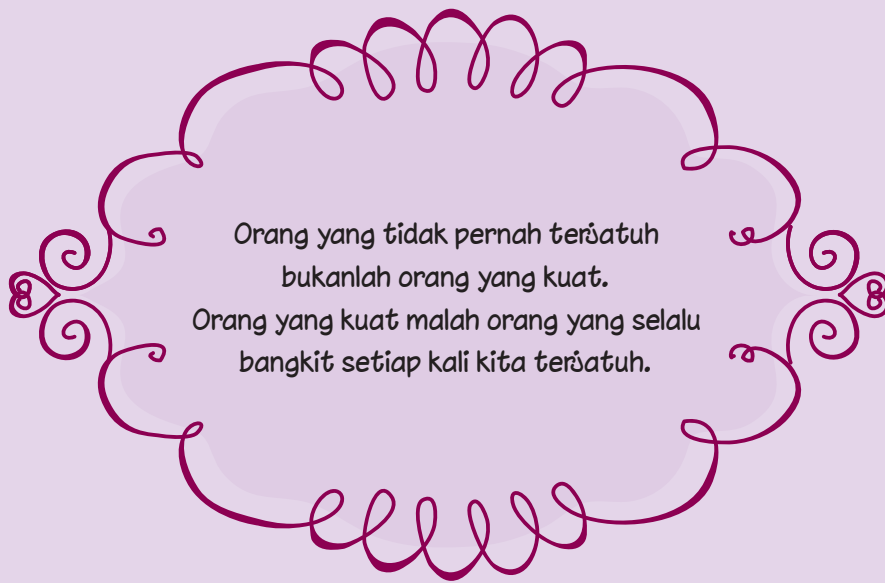 Orang yang tidak pernah terjatuh
bukanlah orang yang kuat.
Orang yang kuat malah orang yang selalu
bangkit setiap kali kita terjatuh.